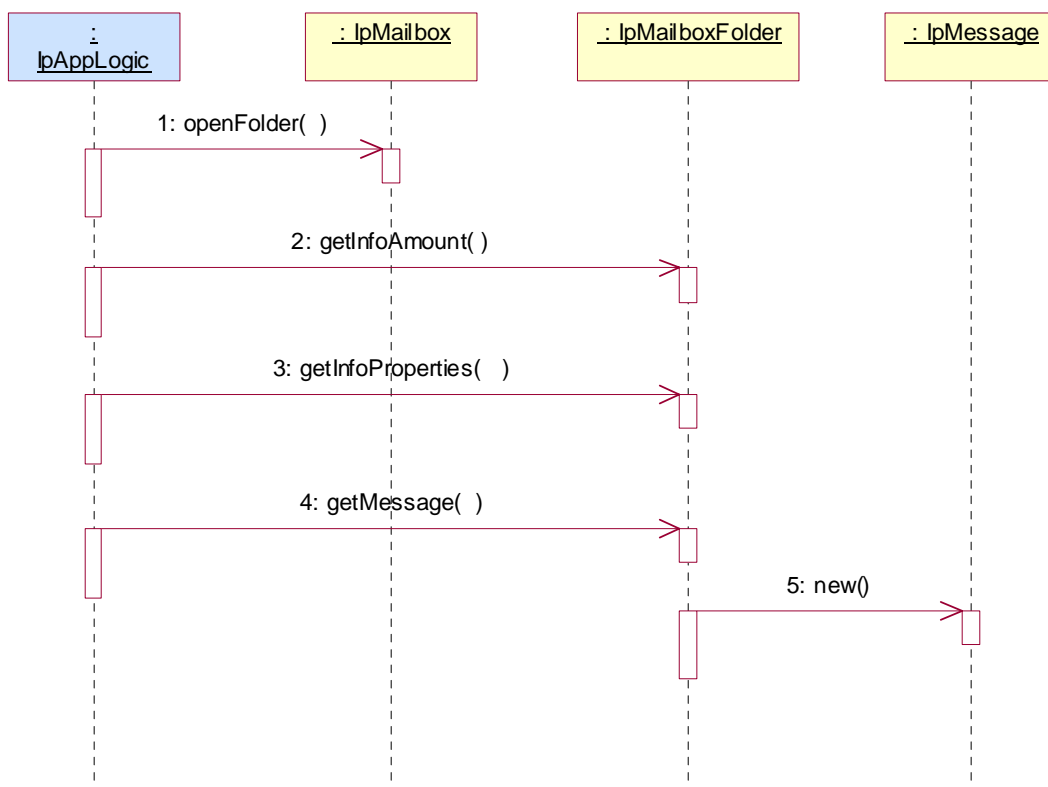 :
IpAppLogic
: IpMailbox
: IpMailboxFolder
: IpMessage
1: openFolder( )
2: getInfoAmount( )
3: getInfoProperties( )
4: getMessage( )
5: new()